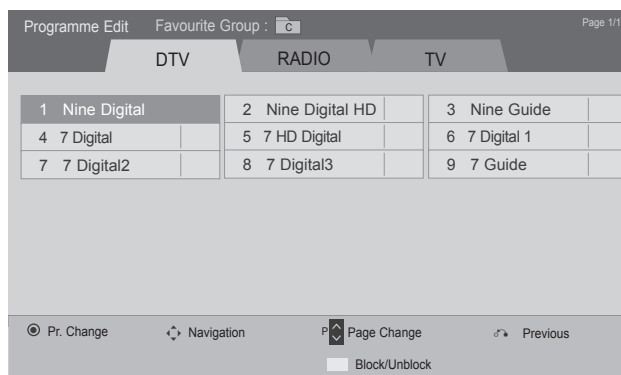 Programme Edit Favourite Group : C Page 1/1
DTV RADIO TV
1 Nine Digital 2 Nine Digital HD 3 Nine Guide
4 7 Digital 5 7 HD Digital 6 7 Digital 1
7 7 Digital2 8 7 Digital3 9 7 Guide
Pr. Change Navigation P Page Change Previous
Block/Unblock